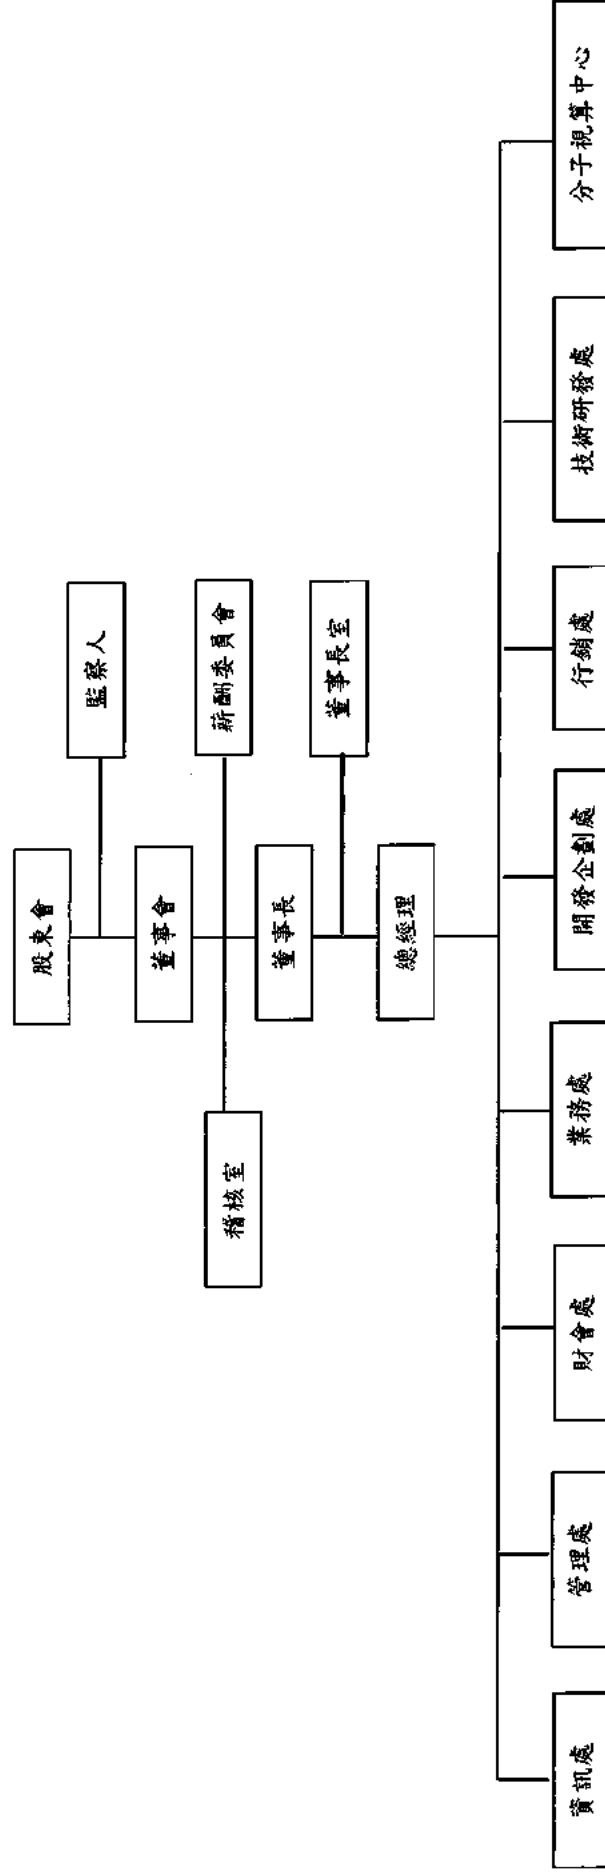 股東會
監察人
董事會
薪酬委員會
稽核室
董事長
董事長室
總經理
資訊處
管理處
財會處
業務處
開發企劃處
行銷處
技術研發處
分子視算中心